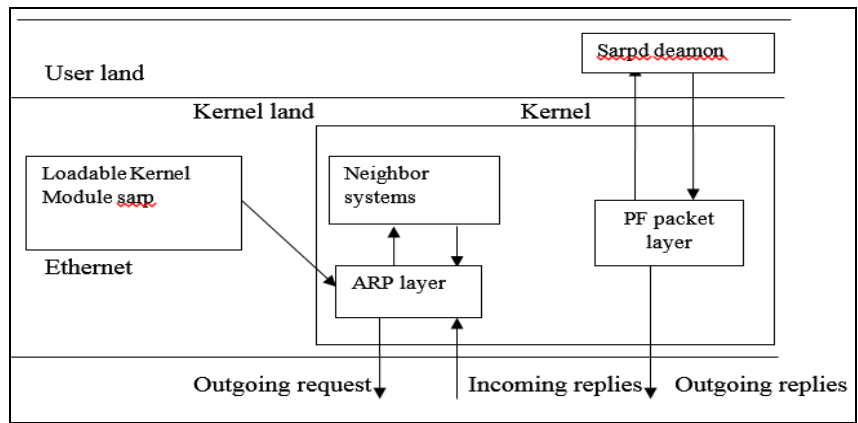 Sarpd deamon
User land
Kernel land
Kernel
Loadable Kernel
Module sarp
Neighbor
systems
PF packet
layer
Ethernet
ARP layer
Outgoing request
Incoming replies
Outgoing replies